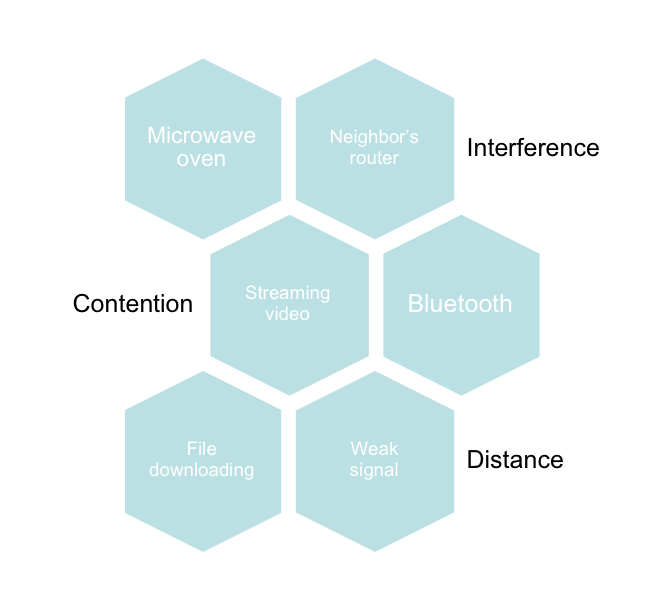 Microwave
oven
Neighbor’s
router
Interference
Contention
Streaming
video
Bluetooth
File
downloading
Weak
signal
Distance